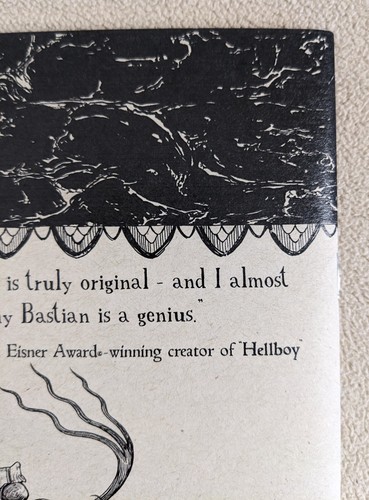 is truly original - and I almost
Bastian is a genius."
Eisner Award®-winning creator of "Hellboy"